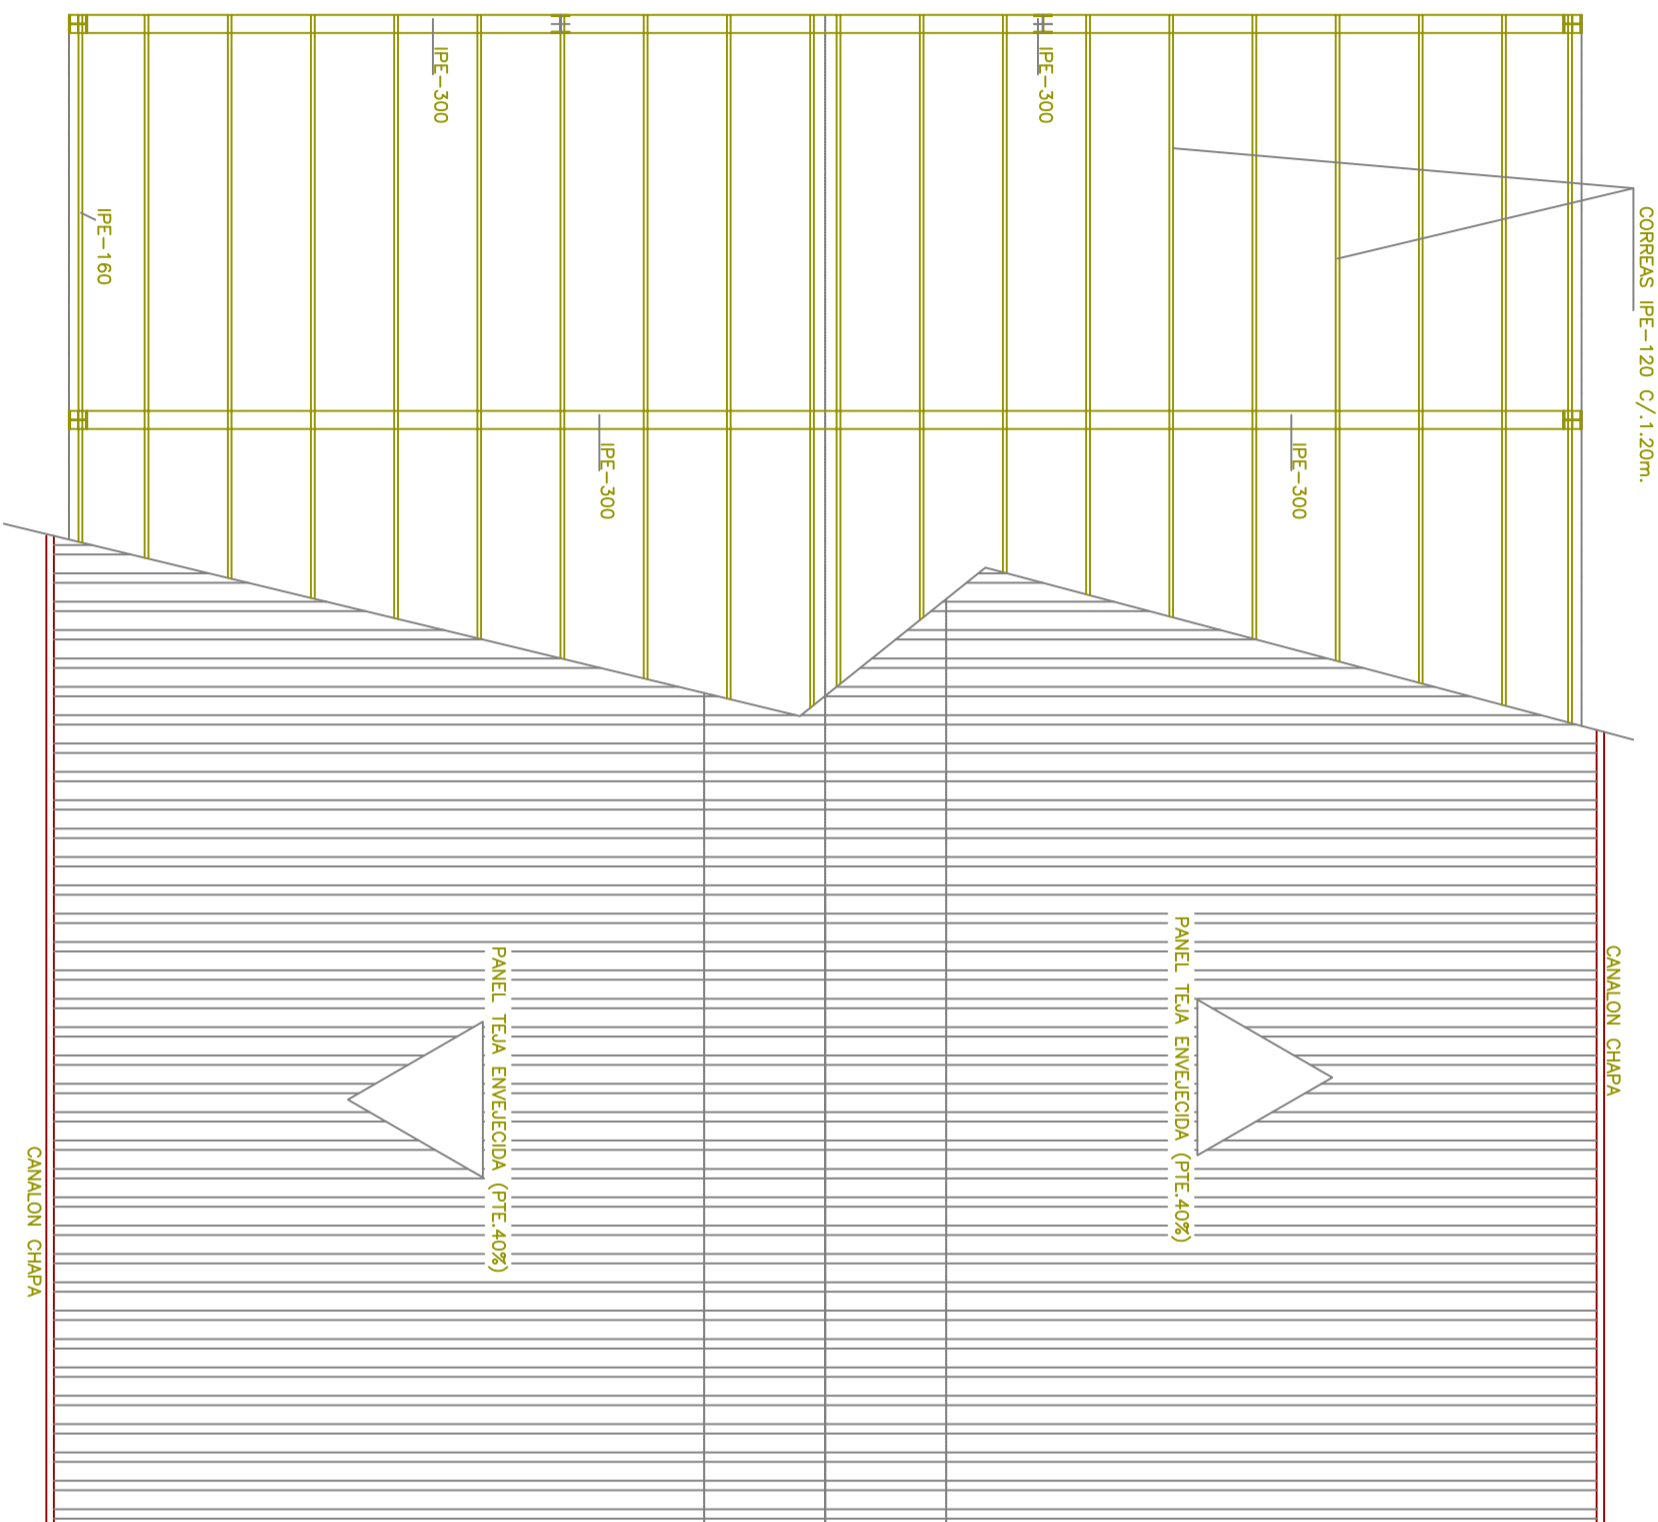 CORREAS IPE-120 C/.1.20m.
IPE-300
IPE-300
IPE-160
IPE-300
IPE-300
CANALON CHAPA
PANEL TEJA ENVEJECIDA (PTE.40%)
PANEL TEJA ENVEJECIDA (PTE.40%)
CANALON CHAPA